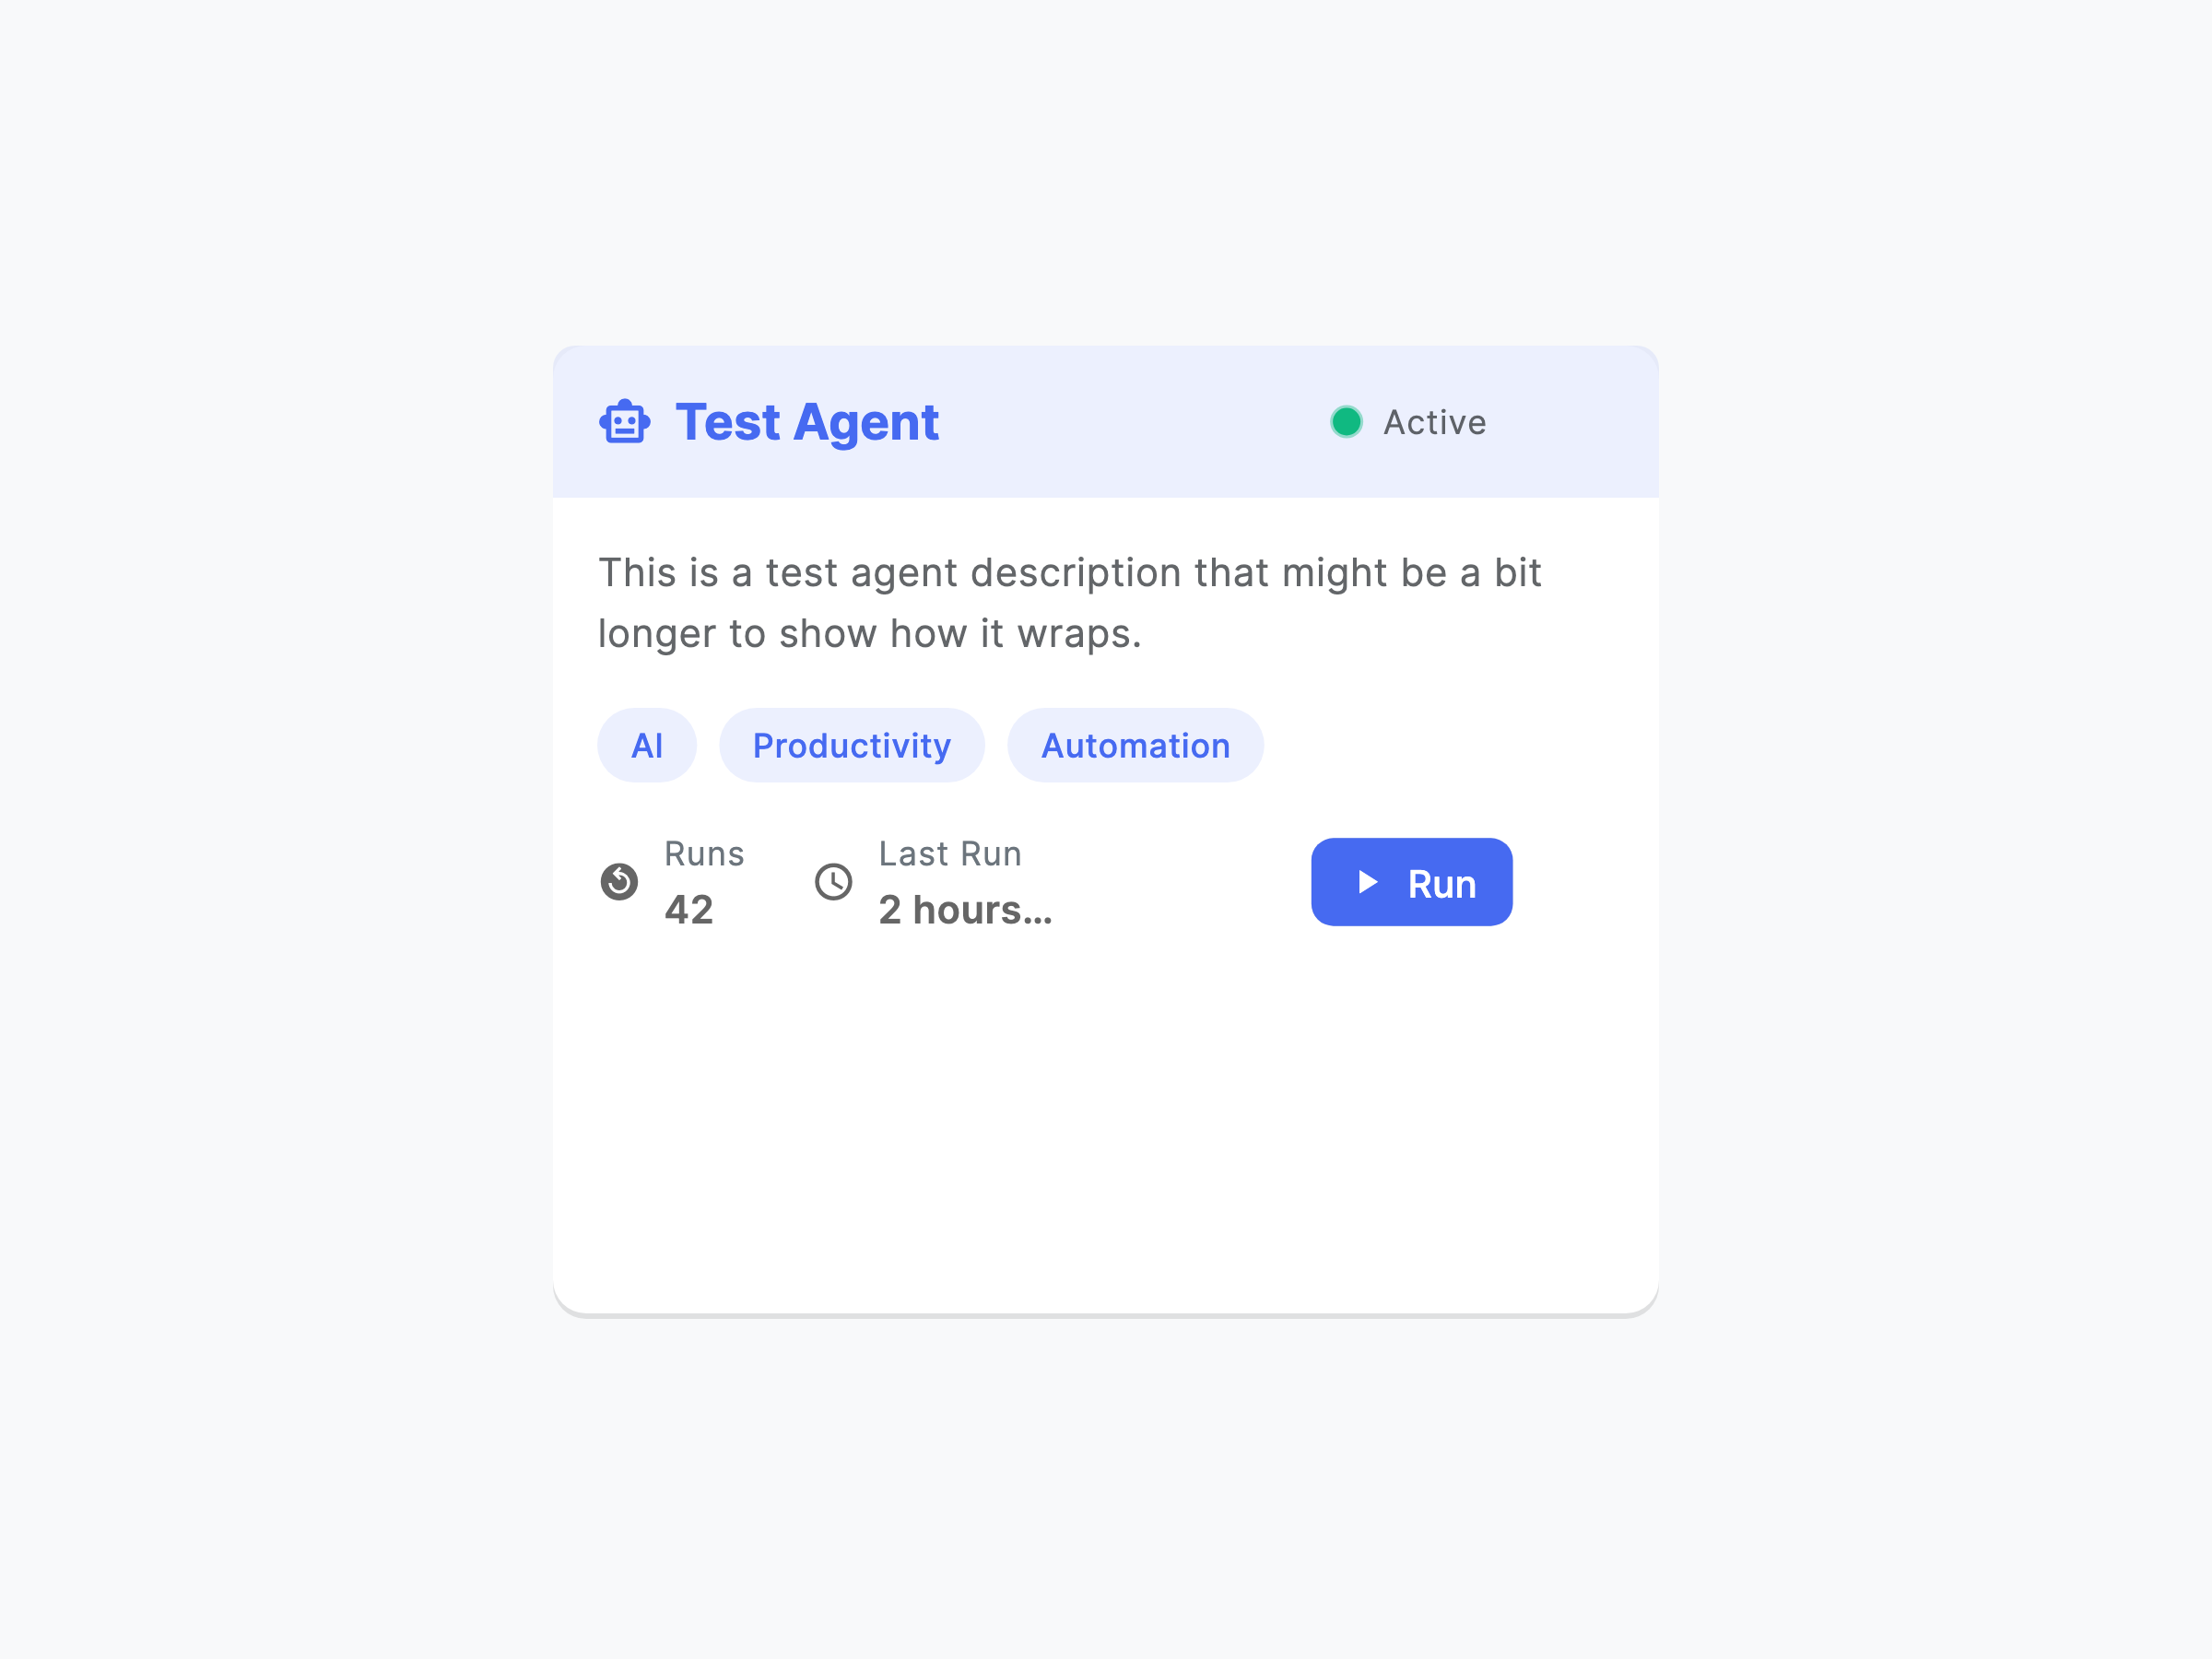 Test Agent
Active
This is a test agent description that might be a bit
longer to show how it wraps.
AI
Productivity
Automation
Runs
42
Last Run
2 hours...
Run